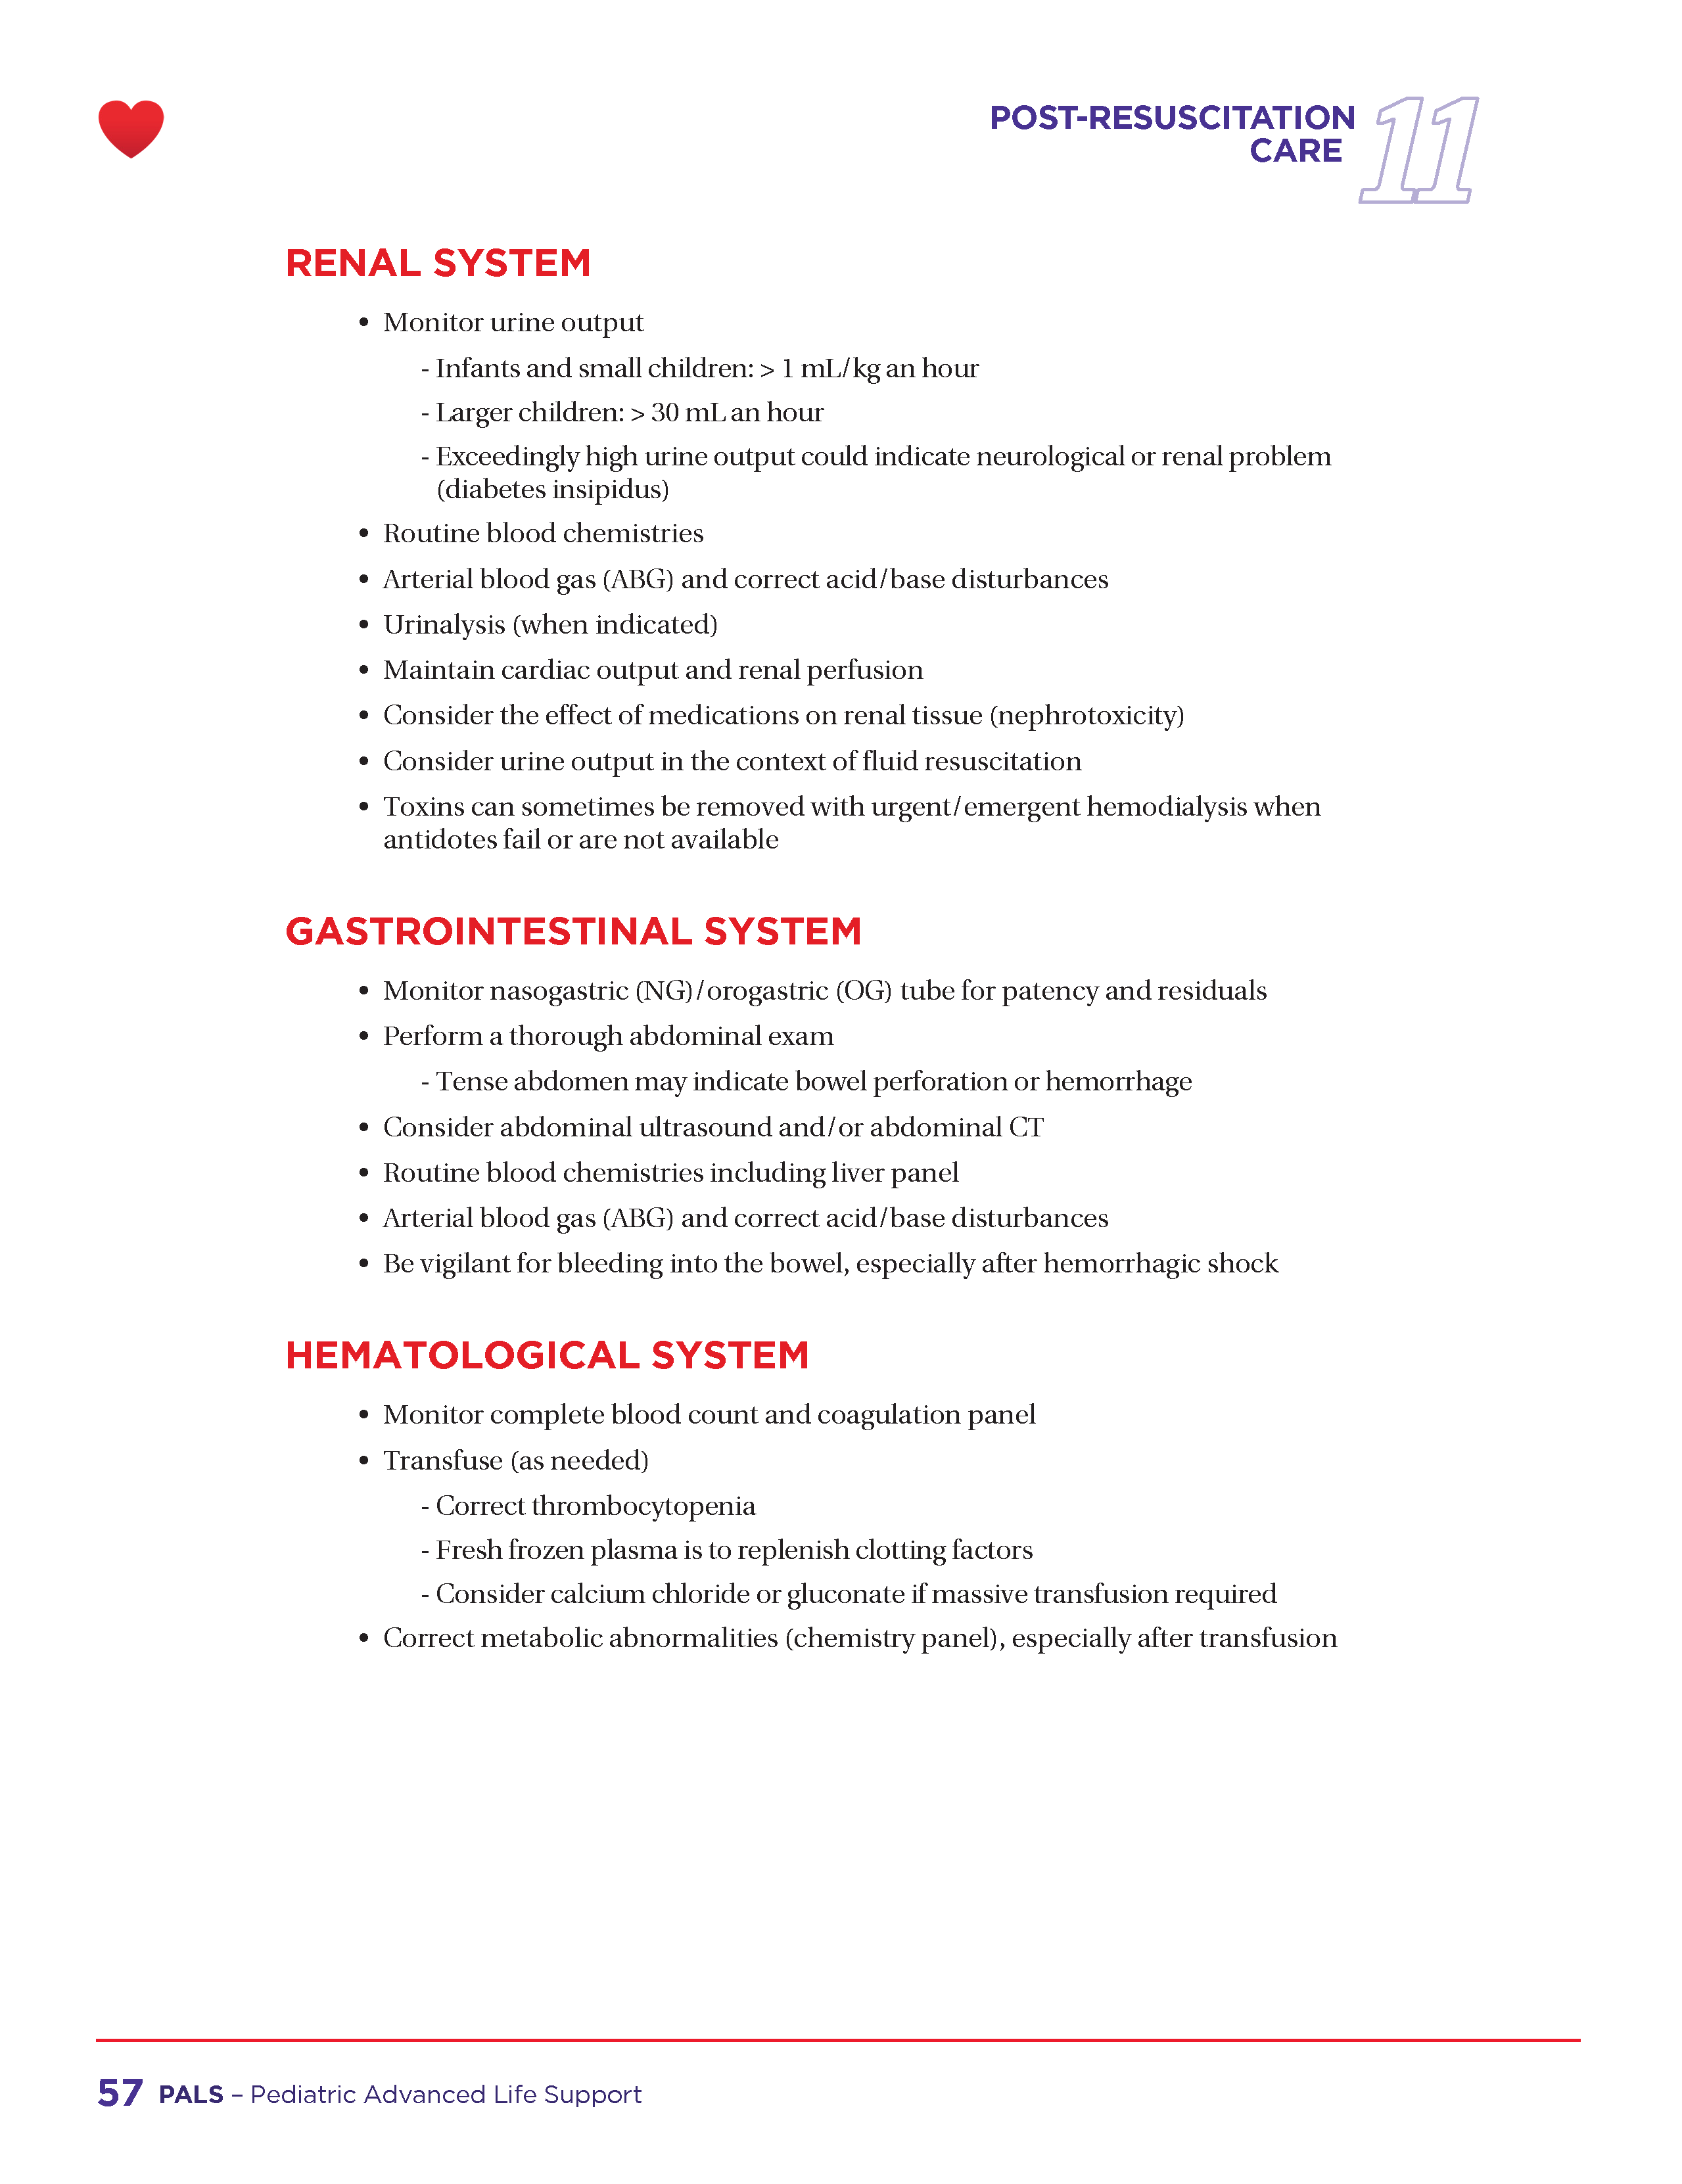 POST-RESUSCITATION
CARE
11
RENAL SYSTEM
• Monitor urine output
- Infants and small children: > 1 mL/kg an hour
- Larger children: > 30 mL an hour
- Exceedingly high urine output could indicate neurological or renal problem
(diabetes insipidus)
• Routine blood chemistries
• Arterial blood gas (ABG) and correct acid/base disturbances
• Urinalysis (when indicated)
• Maintain cardiac output and renal perfusion
• Consider the effect of medications on renal tissue (nephrotoxicity)
• Consider urine output in the context of fluid resuscitation
• Toxins can sometimes be removed with urgent/emergent hemodialysis when
antidotes fail or are not available
GASTROINTESTINAL SYSTEM
• Monitor nasogastric (NG)/orogastric (OG) tube for patency and residuals
• Perform a thorough abdominal exam
- Tense abdomen may indicate bowel perforation or hemorrhage
• Consider abdominal ultrasound and/or abdominal CT
• Routine blood chemistries including liver panel
• Arterial blood gas (ABG) and correct acid/base disturbances
• Be vigilant for bleeding into the bowel, especially after hemorrhagic shock
HEMATOLOGICAL SYSTEM
• Monitor complete blood count and coagulation panel
• Transfuse (as needed)
- Correct thrombocytopenia
- Fresh frozen plasma is to replenish clotting factors
- Consider calcium chloride or gluconate if massive transfusion required
• Correct metabolic abnormalities (chemistry panel), especially after transfusion
57 PALS – Pediatric Advanced Life Support